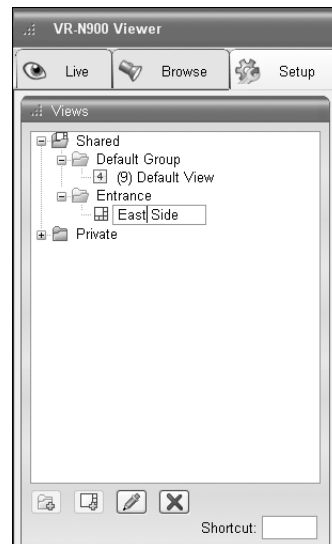 VR-N900 Viewer
Live Browse Setup
Views
Shared
Default Group
4 (9) Default View
Entrance
East Side
Private
Shortcut: